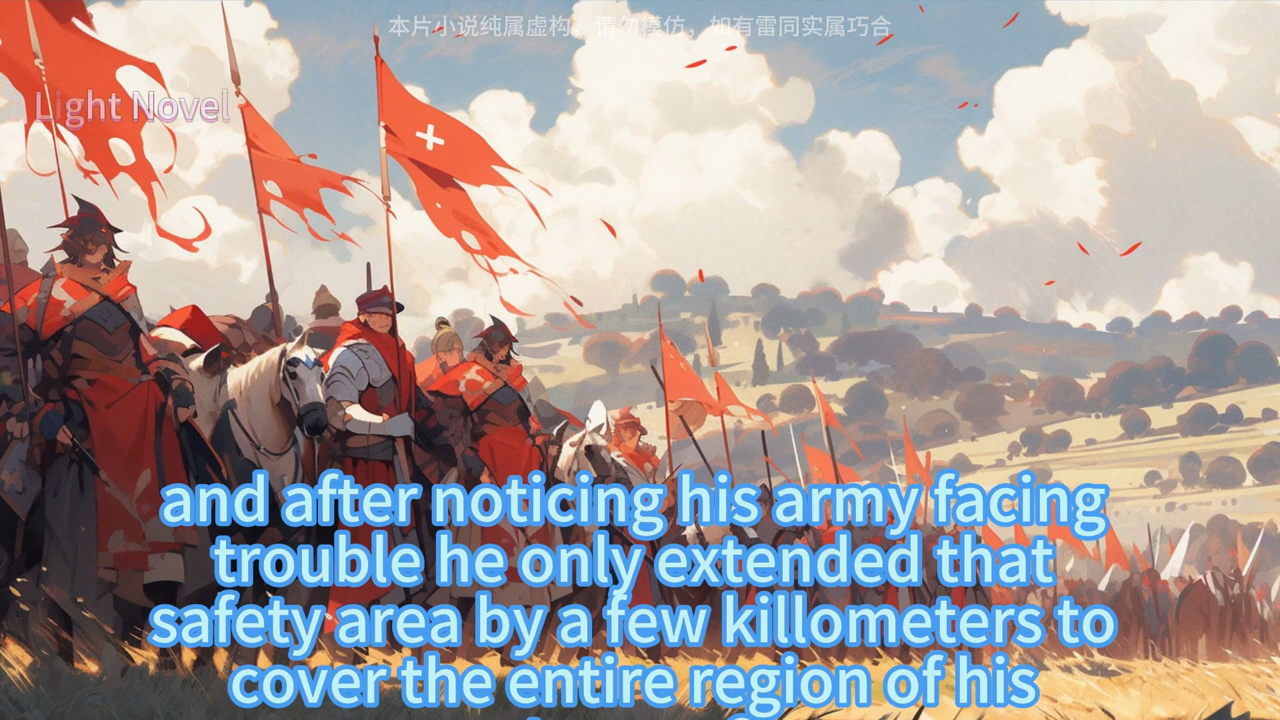 本片小说纯属虚构，请勿模仿，如有雷同实属巧合
Light Novel
and after noticing his army facing
trouble he only extended that
safety area by a few killometers to
cover the entire region of his